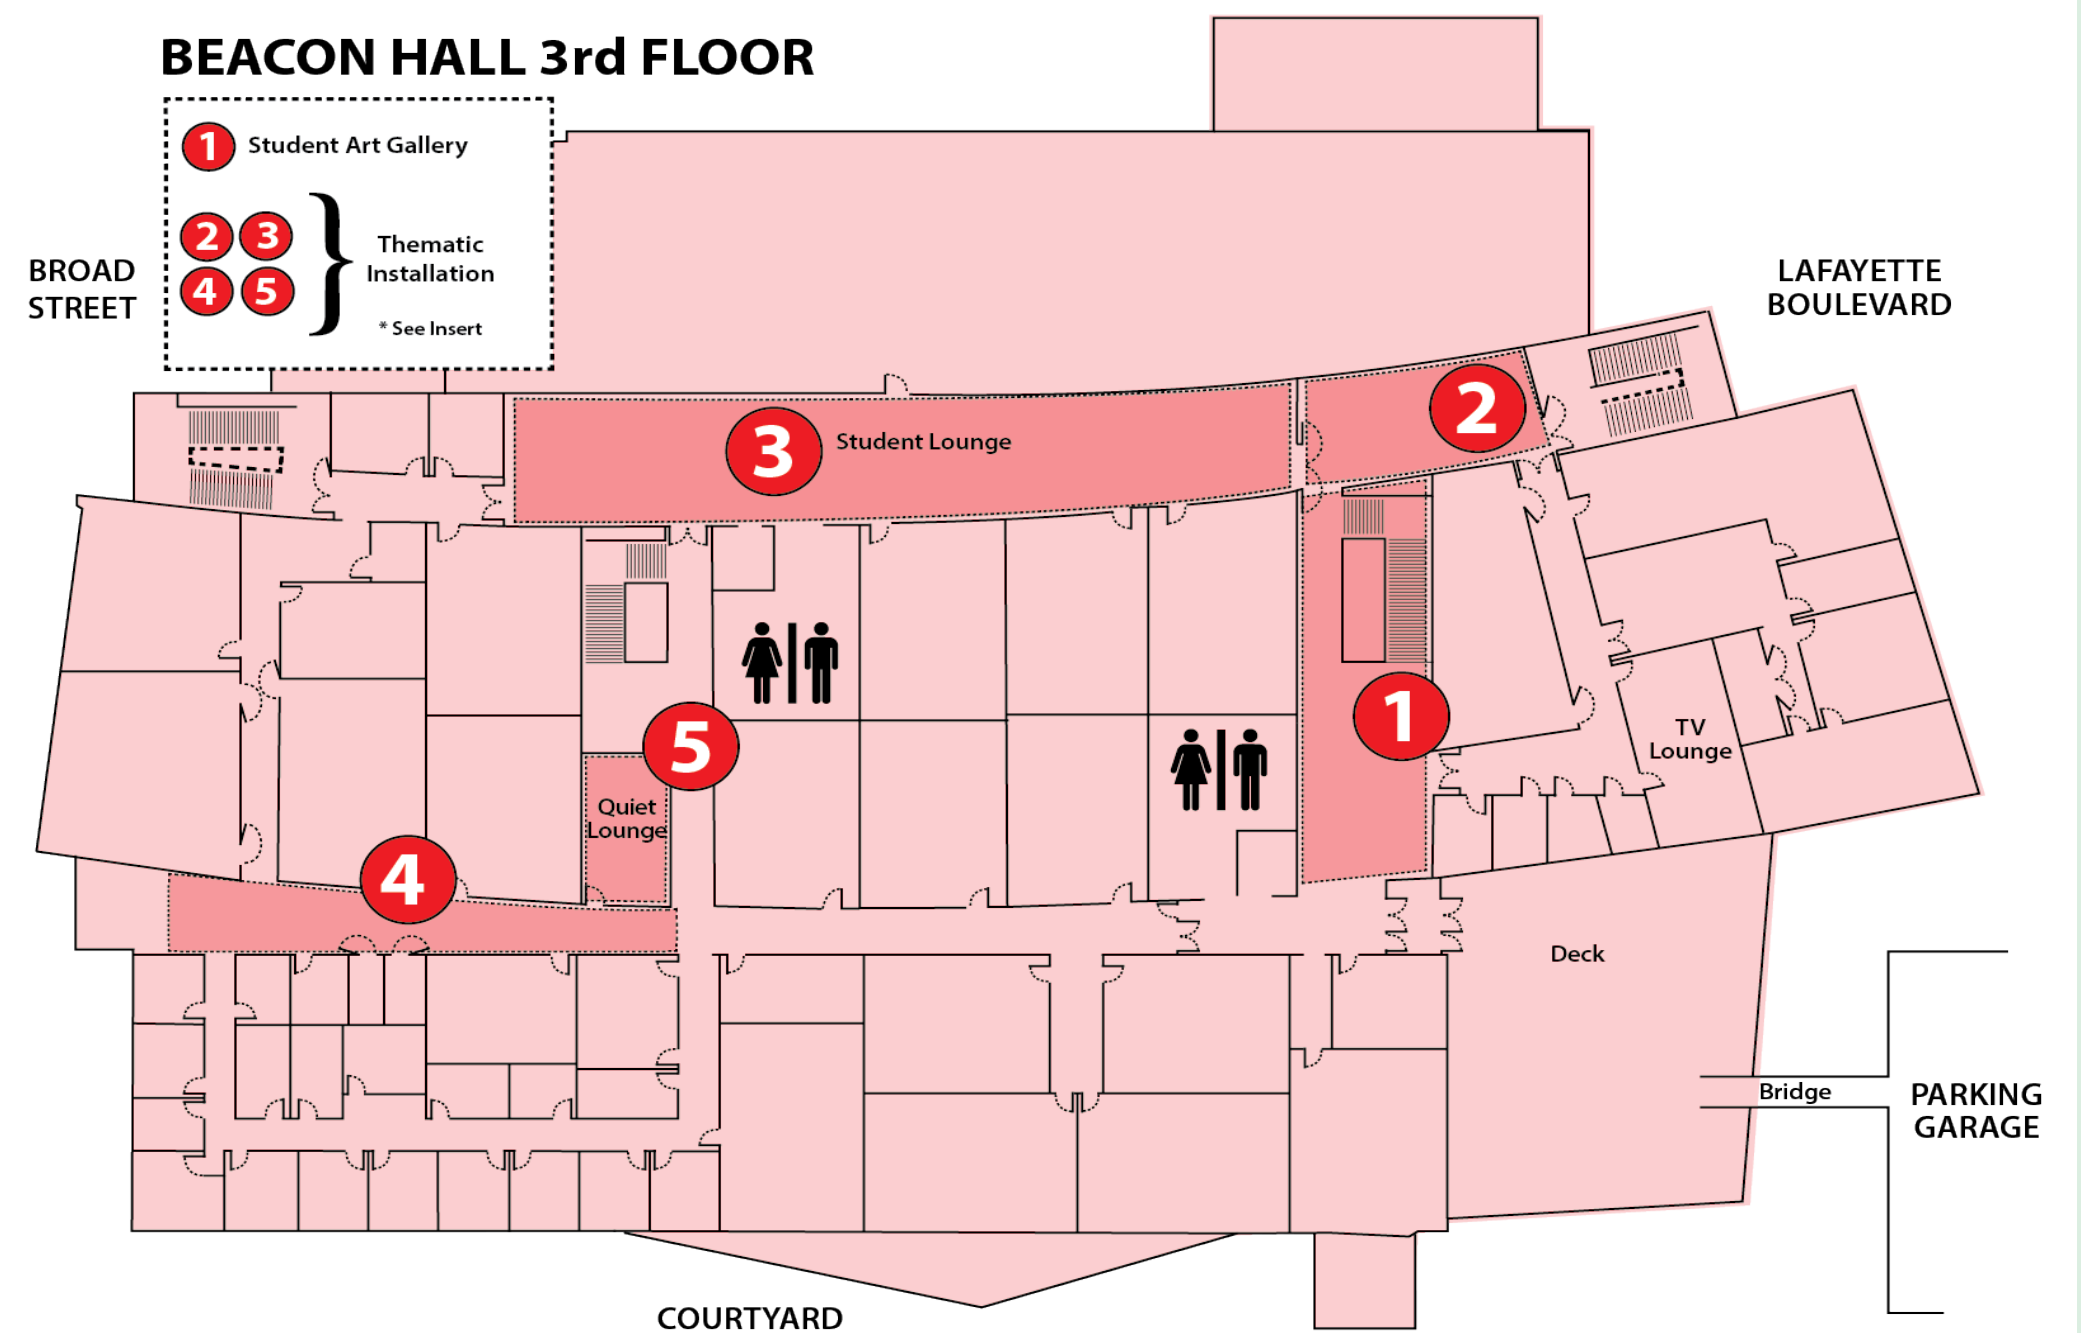 BEACON HALL 3rd FLOOR
1 Student Art Gallery
2 3
4 5
Thematic
Installation
* See Insert
BROAD
STREET
LAFAYETTE
BOULEVARD
2
3 Student Lounge
1
5
TV
Lounge
Quiet
Lounge
4
Deck
Bridge
PARKING
GARAGE
COURTYARD